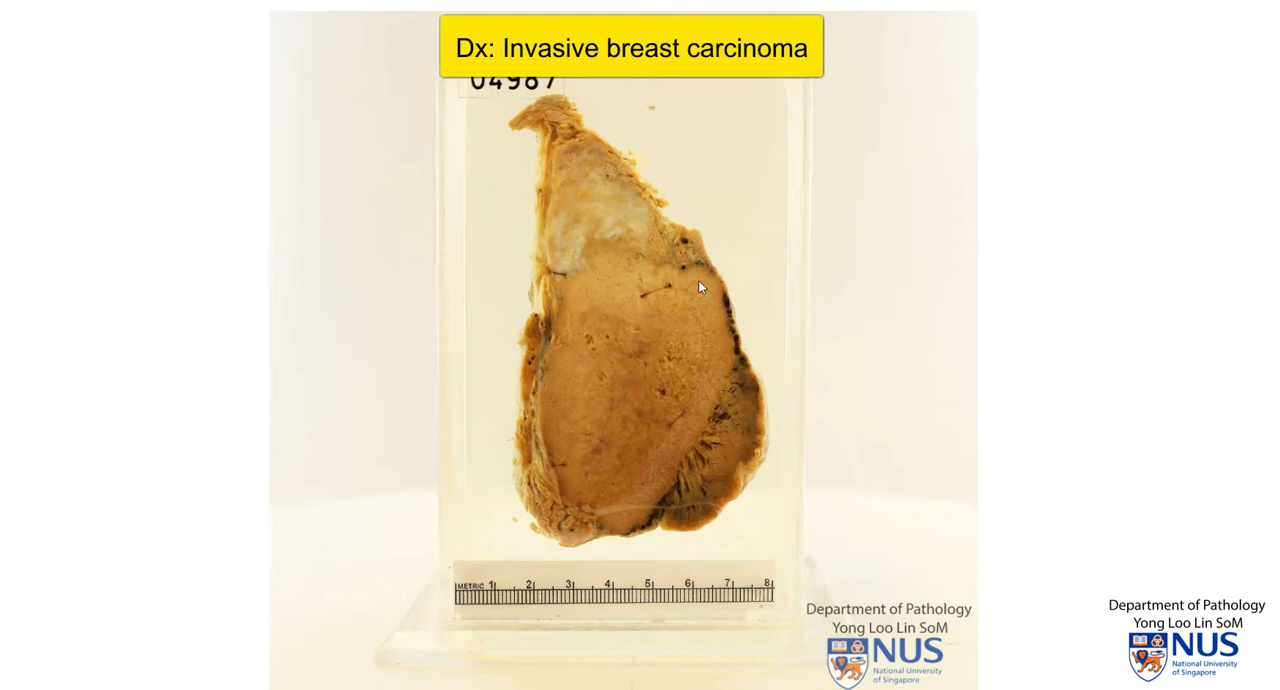 Dx: Invasive breast carcinoma
04987
METRIC 1 2 3 4 5 6 7 8
Department of Pathology
Yong Loo Lin SoM
NUS
National University
of Singapore
Department of Pathology
Yong Loo Lin SoM
NUS
National University
of Singapore